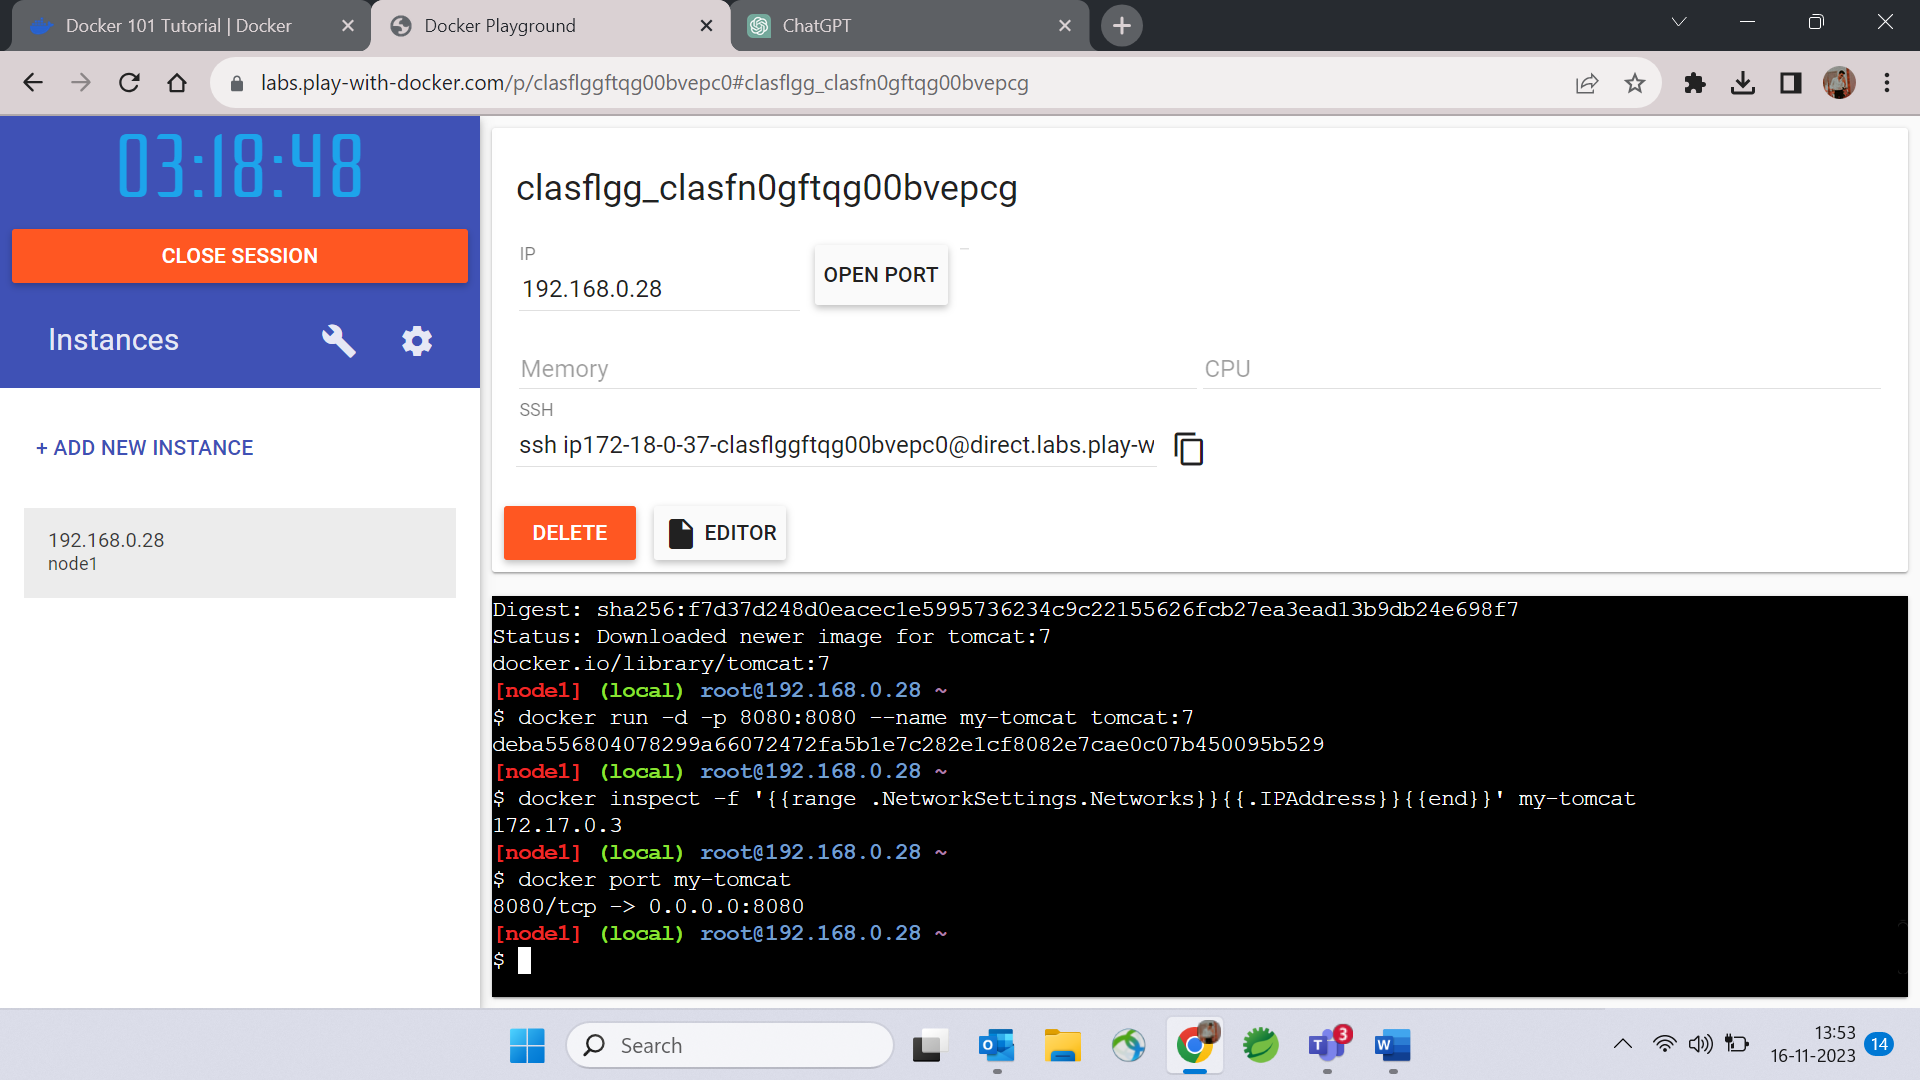 Docker 101 Tutorial | Docker
Docker Playground
ChatGPT
labs.play-with-docker.com/p/clasflggftqg00bvepc0#clasflgg_clasfn0gftqg00bvepcg
03:18:48
CLOSE SESSION
Instances
+ ADD NEW INSTANCE
192.168.0.28
node1
clasflgg_clasfn0gftqg00bvepcg
IP
192.168.0.28
OPEN PORT
Memory
CPU
SSH
ssh ip172-18-0-37-clasflggftqg00bvepc0@direct.labs.play-w
DELETE
EDITOR
Digest: sha256:f7d37d248d0eacec1e5995736234c9c22155626fcb27ea3ead13b9db24e698f7
Status: Downloaded newer image for tomcat:7
docker.io/library/tomcat:7
[node1] (local) root@192.168.0.28 ~
$ docker run -d -p 8080:8080 --name my-tomcat tomcat:7
deba556804078299a66072472fa5b1e7c282e1cf8082e7cae0c07b450095b529
[node1] (local) root@192.168.0.28 ~
$ docker inspect -f '{{range .NetworkSettings.Networks}}{{.IPAddress}}{{end}}' my-tomcat
172.17.0.3
[node1] (local) root@192.168.0.28 ~
$ docker port my-tomcat
8080/tcp -> 0.0.0.0:8080
[node1] (local) root@192.168.0.28 ~
$
Search
3
13:53
16-11-2023
14